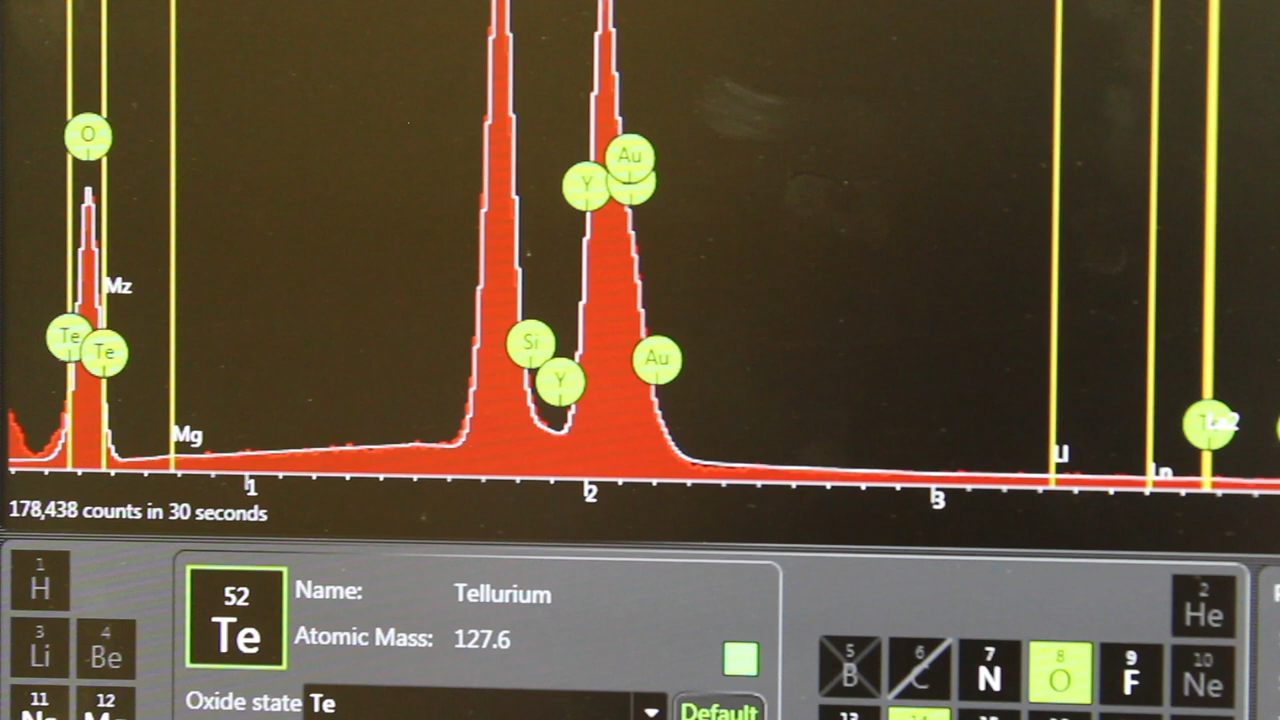 O
Au
Y
Mz
Te
Te
Si
Au
Y
Mg
Ll
Ln
La2
1
2
3
178,438 counts in 30 seconds
1
H
52
Te
Name:
Tellurium
Atomic Mass:
127.6
2
He
3
Li
4
Be
5
B
6
C
7
N
8
O
9
F
10
Ne
11
12
Oxide state
Te
Default